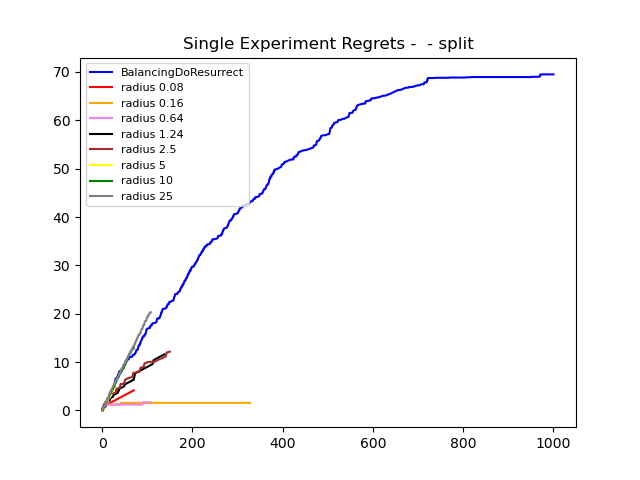 Single Experiment Regrets -  - split
70
60
50
40
30
20
10
0
BalancingDoResurrect
radius 0.08
radius 0.16
radius 0.64
radius 1.24
radius 2.5
radius 5
radius 10
radius 25
0 200 400 600 800 1000